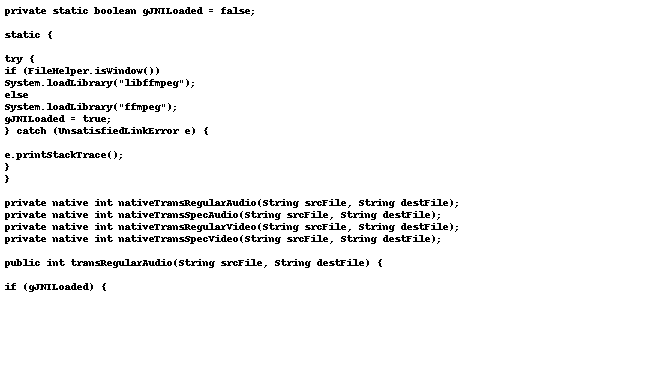 private static boolean gJNILoaded = false;
static {
try {
if (FileHelper.isWindow())
System.loadLibrary("libffmpeg");
else
System.loadLibrary("ffmpeg");
gJNILoaded = true;
} catch (UnsatisfiedLinkError e) {
e.printStackTrace();
}
}
private native int nativeTransRegularAudio(String srcFile, String destFile);
private native int nativeTransSpecAudio(String srcFile, String destFile);
private native int nativeTransRegularVideo(String srcFile, String destFile);
private native int nativeTransSpecVideo(String srcFile, String destFile);
public int transRegularAudio(String srcFile, String destFile) {
if (gJNILoaded) {